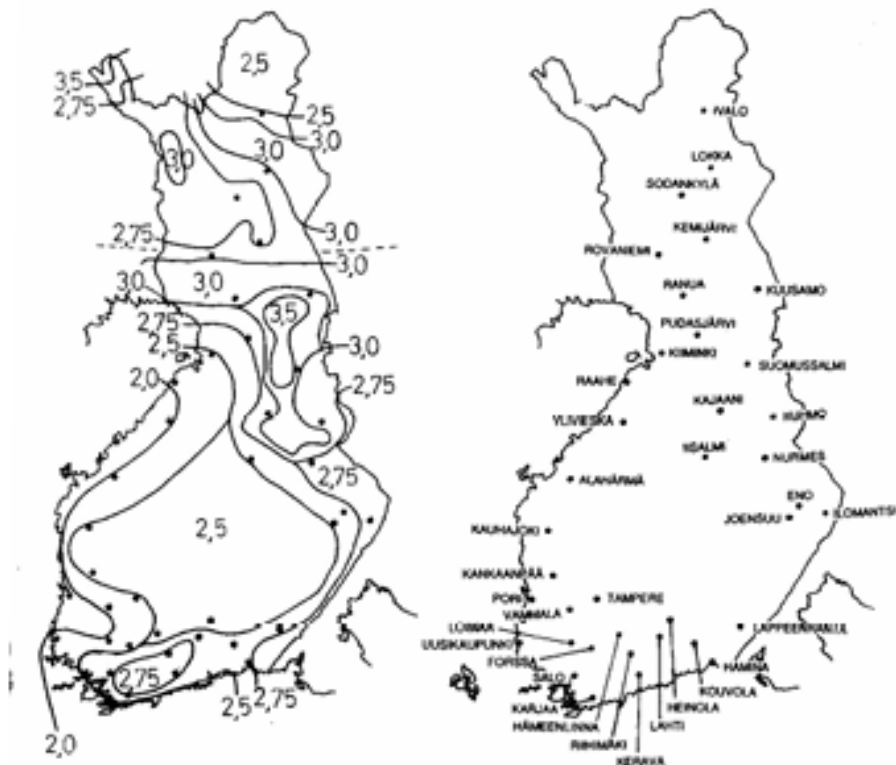 2,5
3,5
2,75
2,5
3,0
3,0
3,0
2,75
3,0
3,0
3,0
3,0
2,75
2,5
3,5
3,0
2,0
2,75
2,75
2,5
2,75
2,5
2,75
2,0
IVALO
LOKKA
SODANKYLÄ
KEMIJÄRVI
ROVANIEMI
RANUA
KUUSAMO
PUDASJÄRVI
KIIMINKI
SUOMUSSALMI
RAAHE
KAJAANI
YLIVIESKA
KUHMO
IISALMI
NURMES
ALAHÄRMÄ
ENO
ILOMANTSI
JOENSUU
KAUHAJOKI
KANKAANPÄÄ
PORI
TAMPERE
VAMMALA
LOIMAA
UUSIKAUPUNKI
FORSSA
SALO
HAMINA
KOUVOLA
KARJAA
HEINOLA
HÄMEENLINNA
LAHTI
RIIHIMÄKI
KERAVA